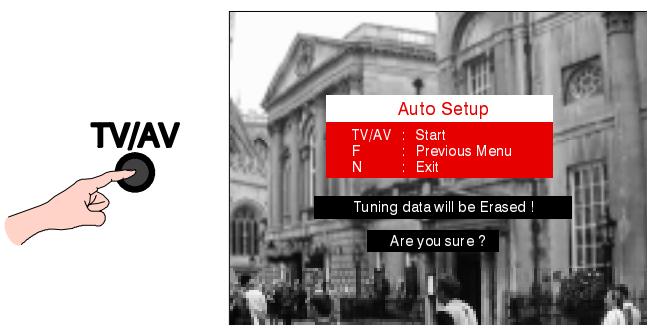 TV/AV
Auto Setup
TV/AV : Start
F : Previous Menu
N : Exit
Tuning data will be Erased !
Are you sure ?